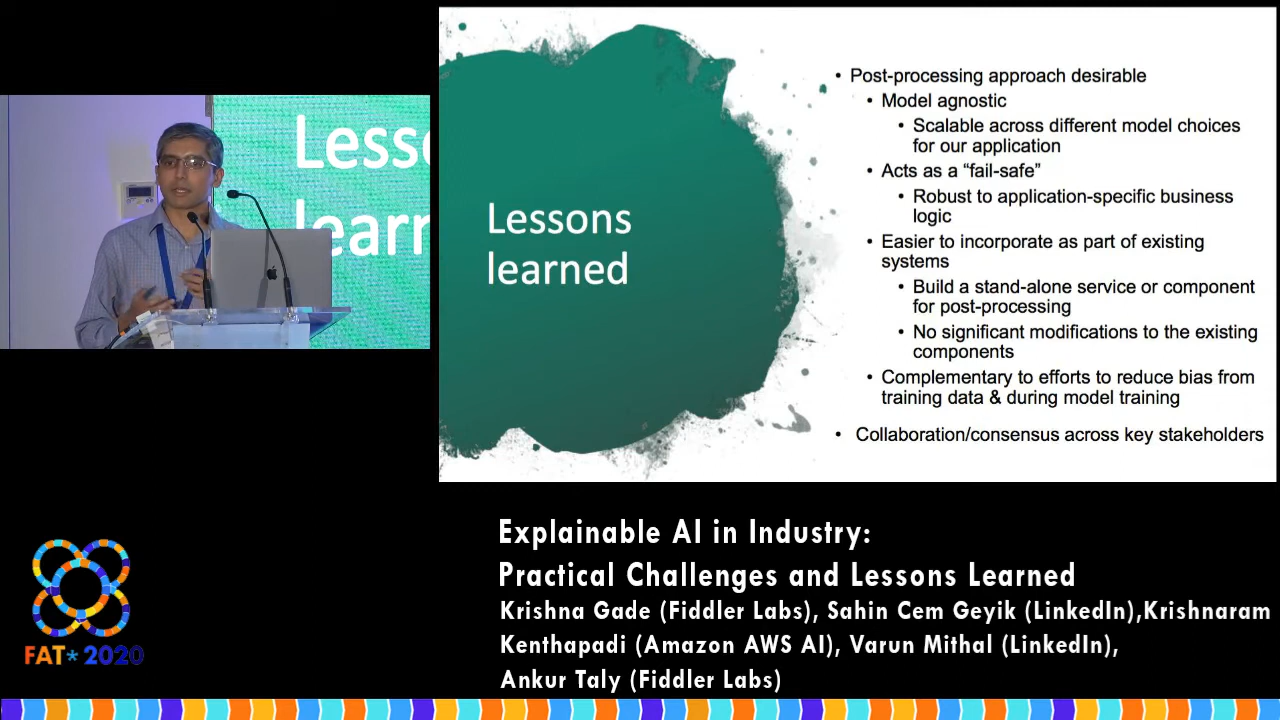 Lesso
lear
Lessons
learned
• Post-processing approach desirable
• Model agnostic
• Scalable across different model choices
for our application
• Acts as a “fail-safe”
• Robust to application-specific business
logic
• Easier to incorporate as part of existing
systems
• Build a stand-alone service or component
for post-processing
• No significant modifications to the existing
components
• Complementary to efforts to reduce bias from
training data & during model training
• Collaboration/consensus across key stakeholders
Explainable AI in Industry:
Practical Challenges and Lessons Learned
Krishna Gade (Fiddler Labs), Sahin Cem Geyik (LinkedIn),Krishnaram
Kenthapadi (Amazon AWS AI), Varun Mithal (LinkedIn),
Ankur Taly (Fiddler Labs)
FAT* 2020